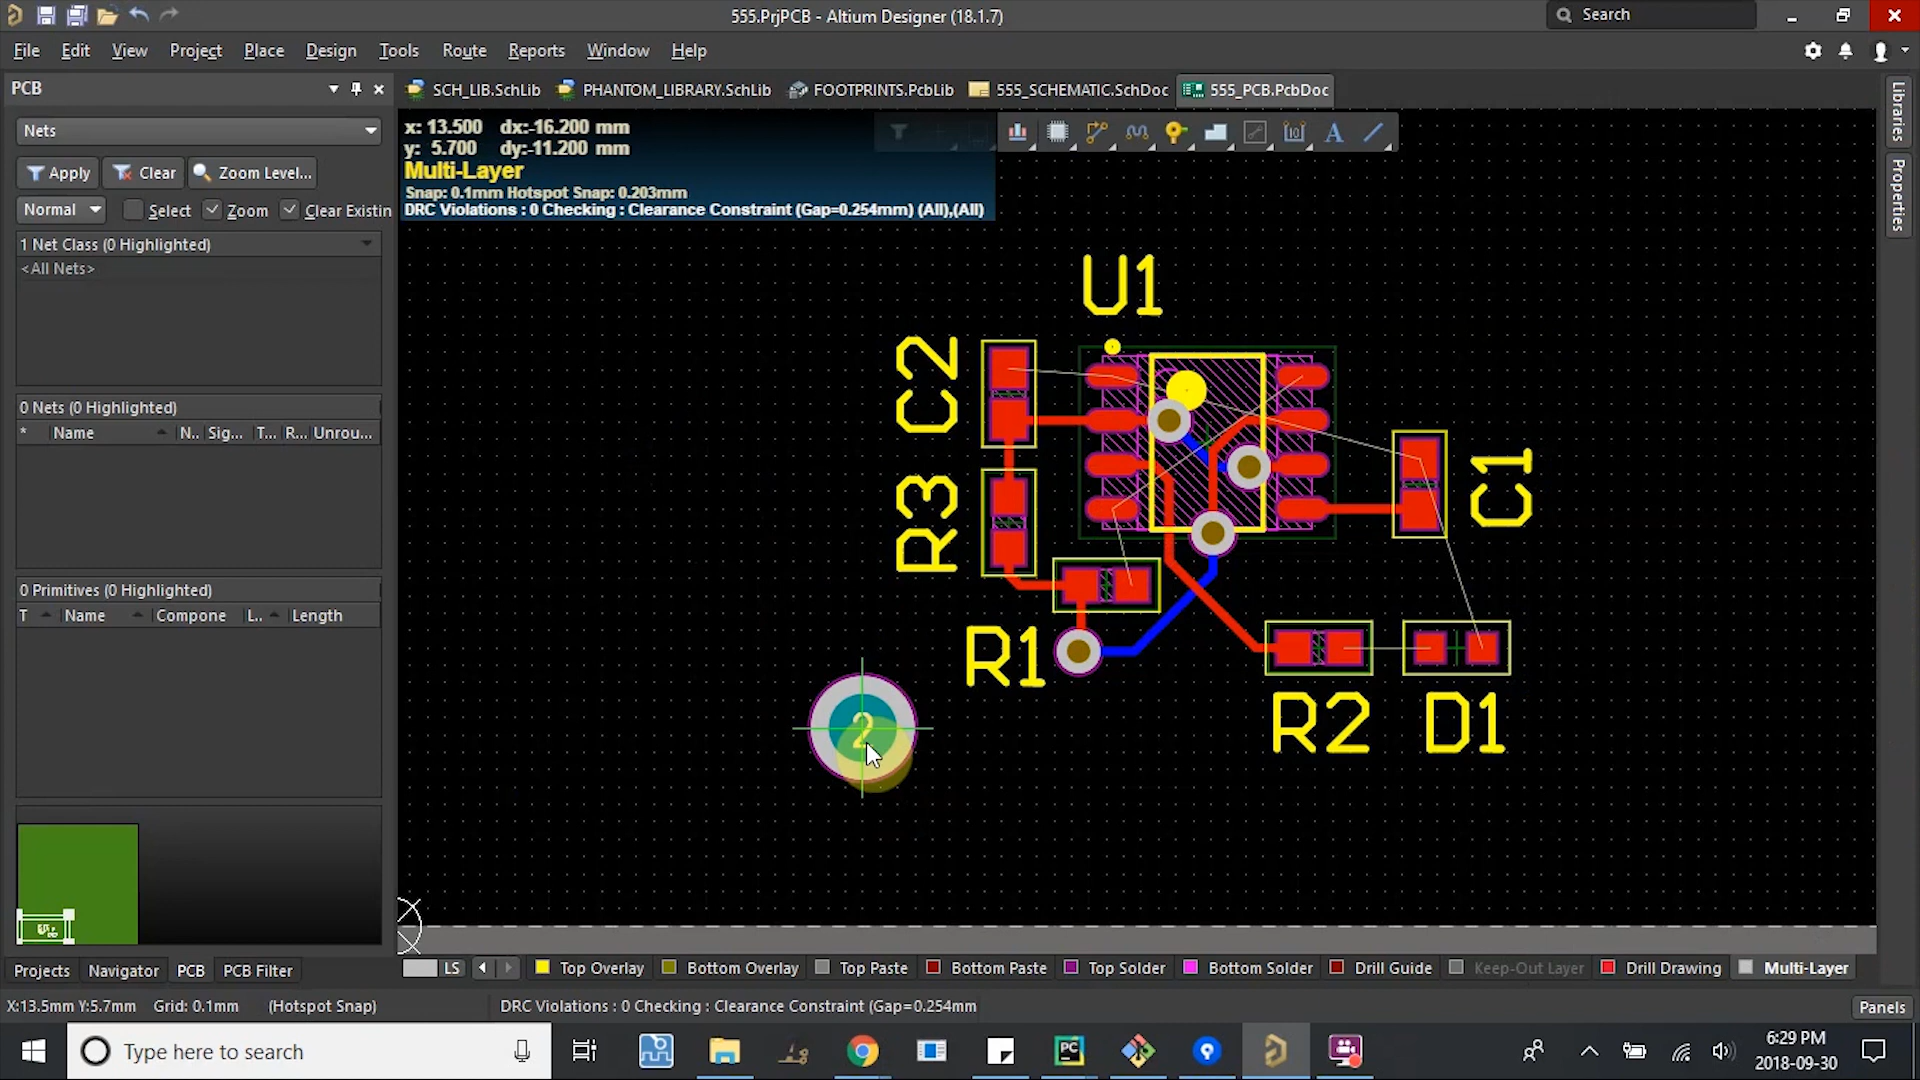 555.PrjPCB - Altium Designer (18.1.7)
Search
File Edit View Project Place Design Tools Route Reports Window Help
PCB
SCH_LIB.SchLib PHANTOM_LIBRARY.SchLib FOOTPRINTS.PcbLib 555_SCHEMATIC.SchDoc 555_PCB.PcbDoc
Nets
Apply Clear Zoom Level...
Normal Select Zoom Clear Existin
1 Net Class (0 Highlighted)
<All Nets>
0 Nets (0 Highlighted)
* Name N.. Sig... T... R... Unrou...
0 Primitives (0 Highlighted)
T Name Compone L.. Length
x: 13.500 dx:-16.200 mm
y: 5.700 dy:-11.200 mm
Multi-Layer
Snap: 0.1mm Hotspot Snap: 0.203mm
DRC Violations : 0 Checking : Clearance Constraint (Gap=0.254mm) (All),(All)
10
A
Libraries
Properties
U1
C2
C1
R3
R1
R2
D1
2
Projects Navigator PCB PCB Filter
LS Top Overlay Bottom Overlay Top Paste Bottom Paste Top Solder Bottom Solder Drill Guide Keep-Out Layer Drill Drawing Multi-Layer
X:13.5mm Y:5.7mm Grid: 0.1mm (Hotspot Snap) DRC Violations : 0 Checking : Clearance Constraint (Gap=0.254mm
Panels
Type here to search
PC
6:29 PM
2018-09-30